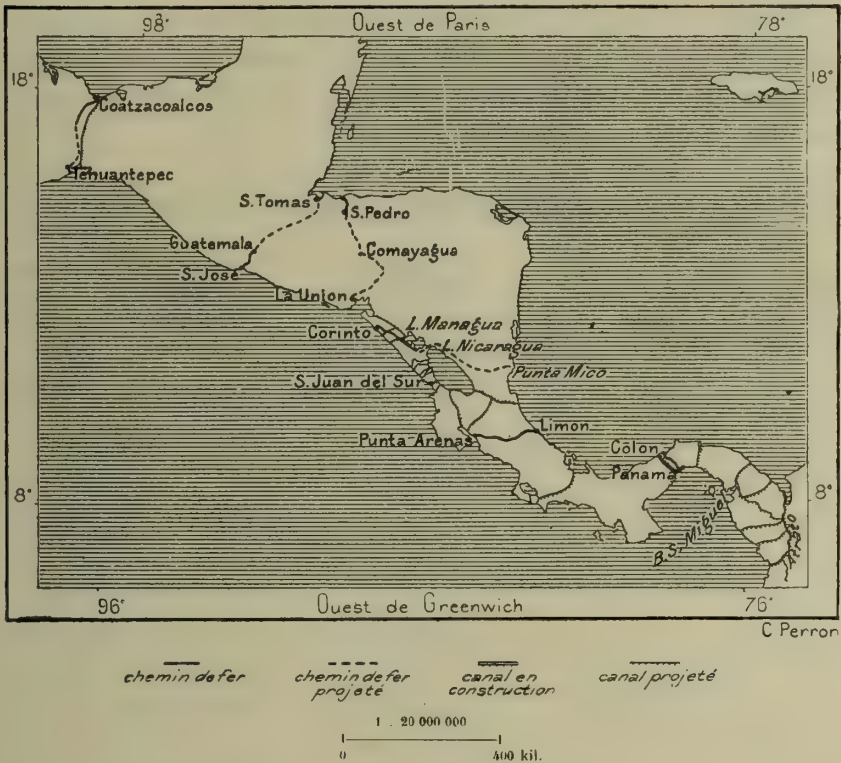 98° Ouest de Paris 78°
18° 18°
Coatzacoalcos
Tehuantepec
S. Tomas
S. Pedro
Guatemala
Comayagua
S. José
La Union
L. Managua
Corinto
L. Nicaragua
Punta Mico
S. Juan del Sur
Limon
Punta Arenas
Côlon
Panama
8° 8°
B. S. Miguel
96° Ouest de Greenwich 76°
C Perron
chemin de fer
chemin de fer
projeté
canal en
construction
canal projeté
1 . 20 000 000
0 400 kil.